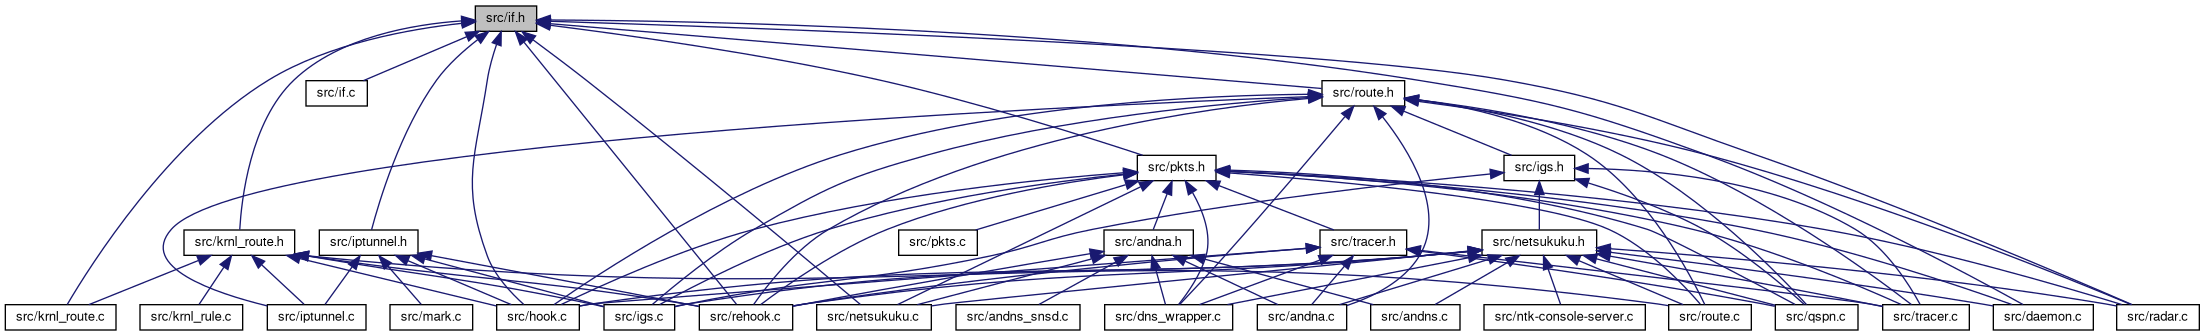 src/if.h
src/if.c
src/route.h
src/pkts.h
src/igs.h
src/krnl_route.h
src/iptunnel.h
src/pkts.c
src/andna.h
src/tracer.h
src/netsukuku.h
src/krnl_route.c
src/krnl_rule.c
src/iptunnel.c
src/mark.c
src/hook.c
src/igs.c
src/rehook.c
src/netsukuku.c
src/andns_snsd.c
src/dns_wrapper.c
src/andna.c
src/andns.c
src/ntk-console-server.c
src/route.c
src/qspn.c
src/tracer.c
src/daemon.c
src/radar.c